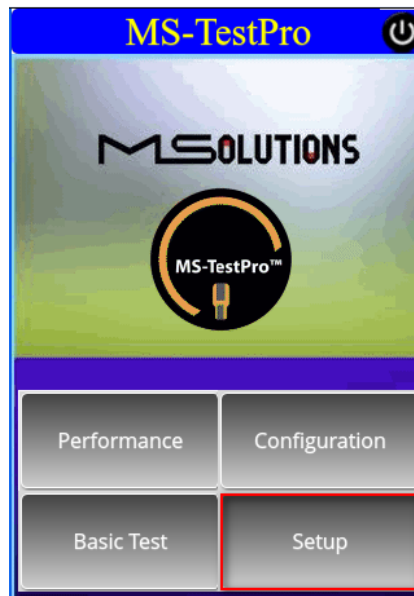 MS-TestPro
MSOLUTIONS
MS-TestPro™
Performance
Configuration
Basic Test
Setup